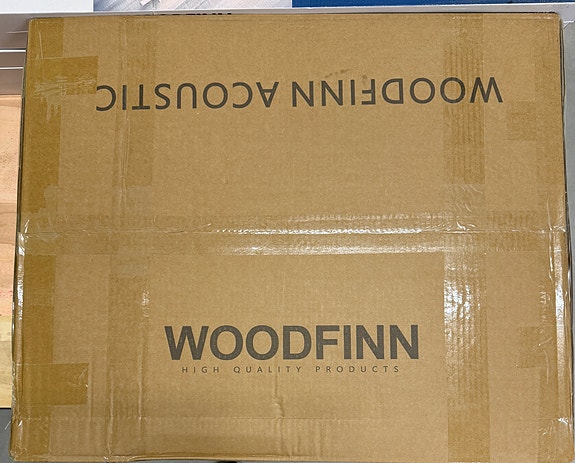 WOODFINN ACOUSTIC
WOODFINN
HIGH QUALITY PRODUCTS